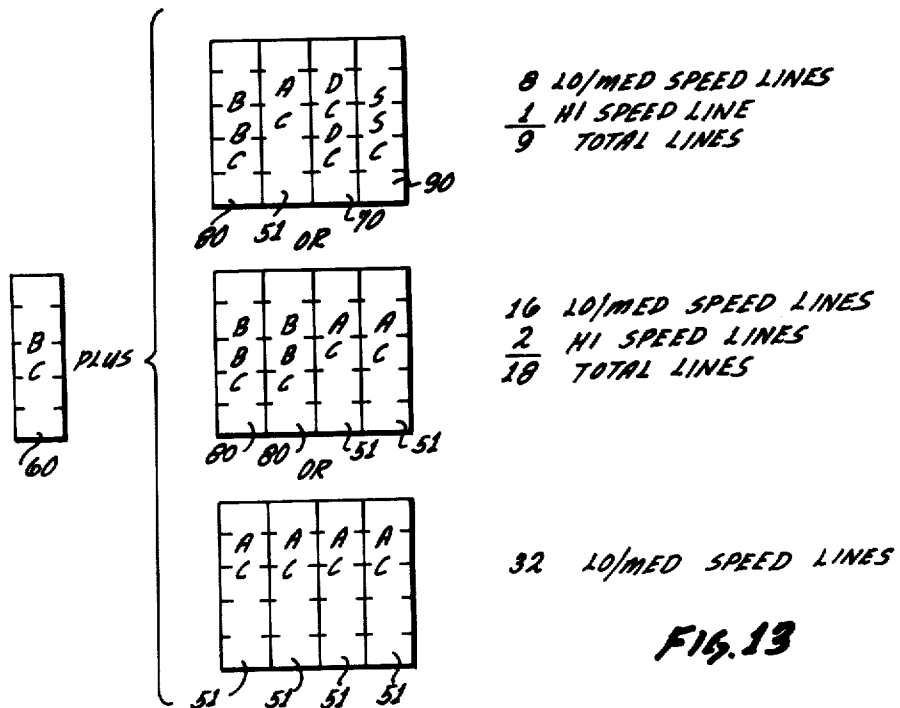 B B C
A C
D C D C
S S C
90
80 51 70
OR
8 LO/MED SPEED LINES
1 HI SPEED LINE
9 TOTAL LINES
B C
60
PLUS
B B C
B B C
A C
A C
80 80 51 51
OR
16 LO/MED SPEED LINES
2 HI SPEED LINES
18 TOTAL LINES
A C
A C
A C
A C
51 51 51 51
32 LO/MED SPEED LINES
FIG. 13